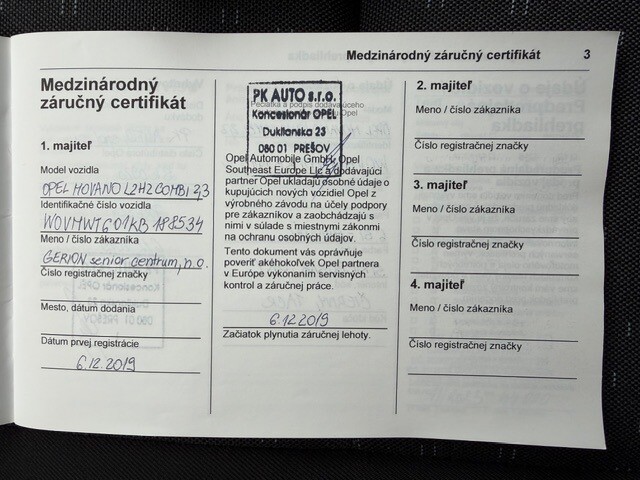 Medzinárodný záručný certifikát 3
Medzinárodný
záručný certifikát
1. majiteľ
Model vozidla
OPEL MOVANO L2H2 COMBI 2,3
Identifikačné číslo vozidla
WOVMWT601KB188534
Meno / číslo zákazníka
GERION senior centrum, n.o.
Číslo registračnej značky
Mesto, dátum dodania
Dátum prvej registrácie
6.12.2019
PK AUTO s.r.o.
Pečiatka a podpis dodávajúceho
Koncesionár OPEL
Opel
Duklianska 23
080 01 PREŠOV
Opel Automobile GmbH, Opel
Southeast Europe Llc a dodávajúci
partner Opel ukladajú osobné údaje o
kupujúcich nových vozidiel Opel z
výrobného závodu na účely podpory
pre zákazníkov a zaobchádzajú s
nimi v súlade s miestnymi zákonmi
na ochranu osobných údajov.
Tento dokument vás oprávňuje
poveriť akéhokoľvek Opel partnera
v Európe vykonaním servisných
kontrol a záručnej práce.
6.12.2019
Začiatok plynutia záručnej lehoty.
2. majiteľ
Meno / číslo zákazníka
Číslo registračnej značky
3. majiteľ
Meno / číslo zákazníka
Číslo registračnej značky
4. majiteľ
Meno / číslo zákazníka
Číslo registračnej značky